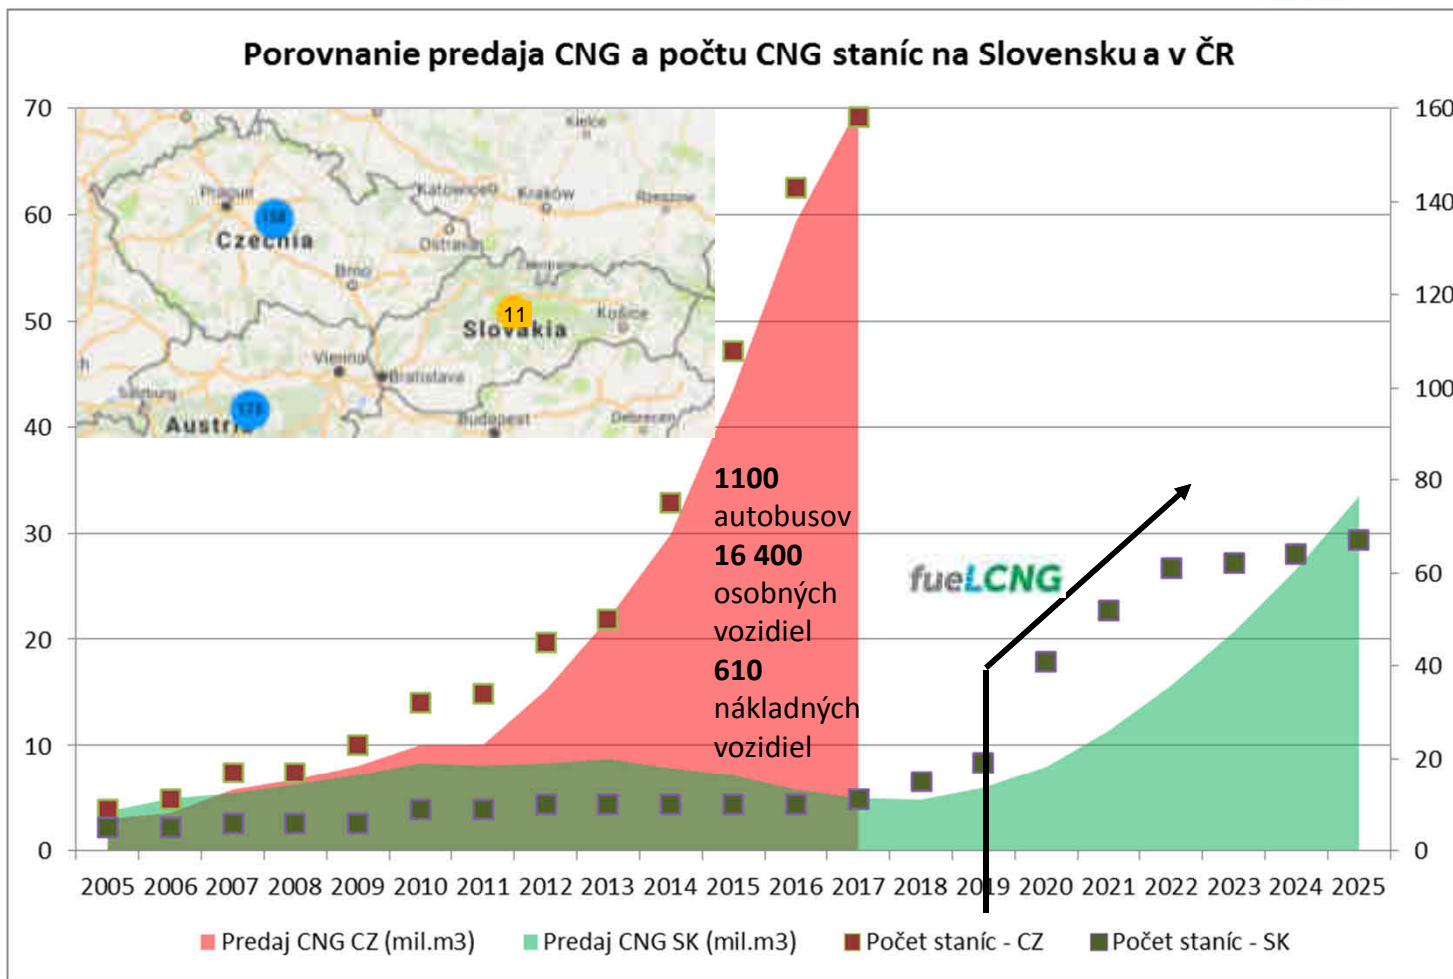 Porovnanie predaja CNG a počtu CNG staníc na Slovensku a v ČR
70
60
50
40
30
20
10
0
160
140
120
100
80
60
40
20
0
Kielce
Prague
Katowice
Kraków
Rzeszow
158
Czechia
Ostrava
Brno
11
Slovakia
Košice
Vienna
Bratislava
Salzburg
Austria
Budapest
Debrecen
1100
autobusov
16 400
osobných
vozidiel
610
nákladných
vozidiel
fueLCNG
2005 2006 2007 2008 2009 2010 2011 2012 2013 2014 2015 2016 2017 2018 2019 2020 2021 2022 2023 2024 2025
Predaj CNG CZ (mil.m3) Predaj CNG SK (mil.m3) Počet staníc - CZ Počet staníc - SK